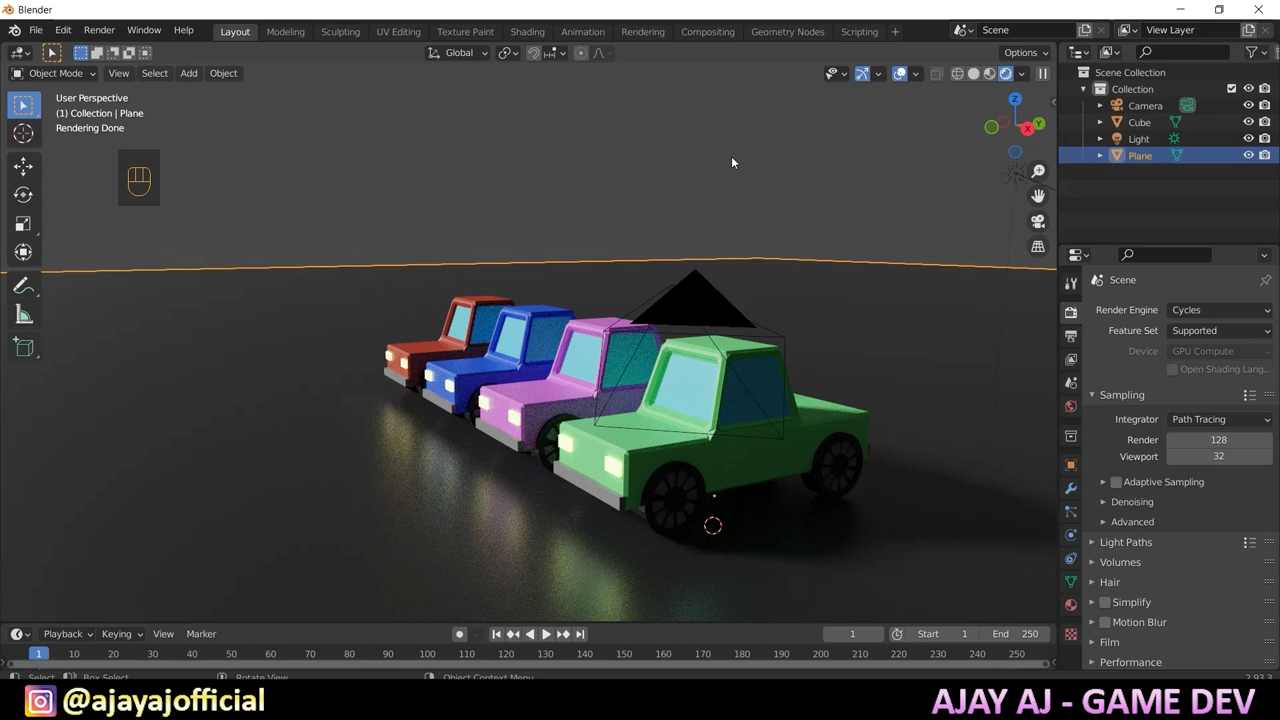 Blender
File Edit Render Window Help
Layout Modeling Sculpting UV Editing Texture Paint Shading Animation Rendering Compositing Geometry Nodes Scripting +
Scene
View Layer
Global
Options
Object Mode View Select Add Object
User Perspective
(1) Collection | Plane
Rendering Done
Z
Y
X
Scene Collection
Collection
Camera
Cube
Light
Plane
Scene
Render Engine Cycles
Feature Set Supported
Device GPU Compute
Open Shading Lang...
Sampling
Integrator Path Tracing
Render 128
Viewport 32
Adaptive Sampling
Denoising
Advanced
Light Paths
Volumes
Hair
Simplify
Motion Blur
Film
Performance
Playback Keying View Marker
1 Start 1 End 250
1 10 20 30 40 50 60 70 80 90 100 110 120 130 140 150 160 170 180 190 200 210 220 230 240 250
Select Box Select Rotate View Object Context Menu 2.93.3
@ajayajofficial
AJAY AJ - GAME DEV